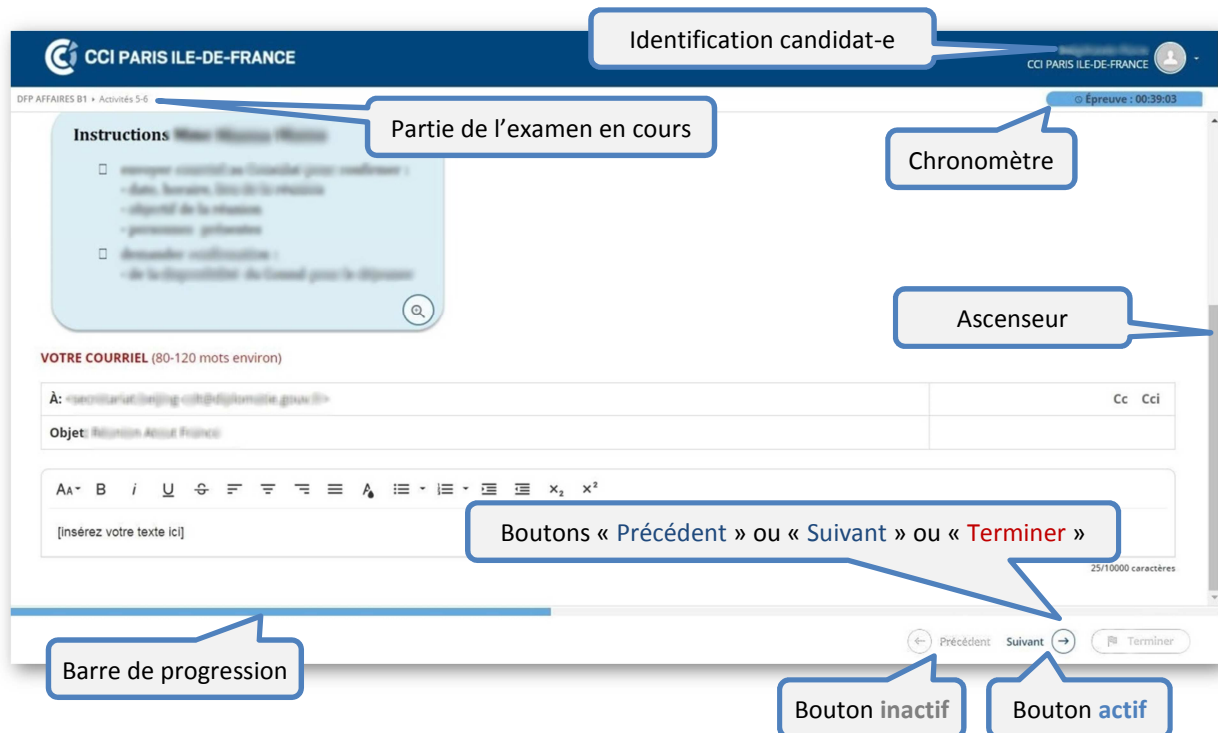 Identification candidat-e
CCI PARIS ILE-DE-FRANCE
CCI PARIS ILE-DE-FRANCE
DFP AFFAIRES B1 ▸ Activités 5-6
Partie de l’examen en cours
Épreuve : 00:39:03
Chronomètre
Instructions
Ascenseur
VOTRE COURRIEL (80-120 mots environ)
À:
Cc Cci
Objet:
AA B i U S
x₂ x²
[insérez votre texte ici]
Boutons « Précédent » ou « Suivant » ou « Terminer »
25/10000 caractères
Précédent Suivant Terminer
Barre de progression
Bouton inactif
Bouton actif